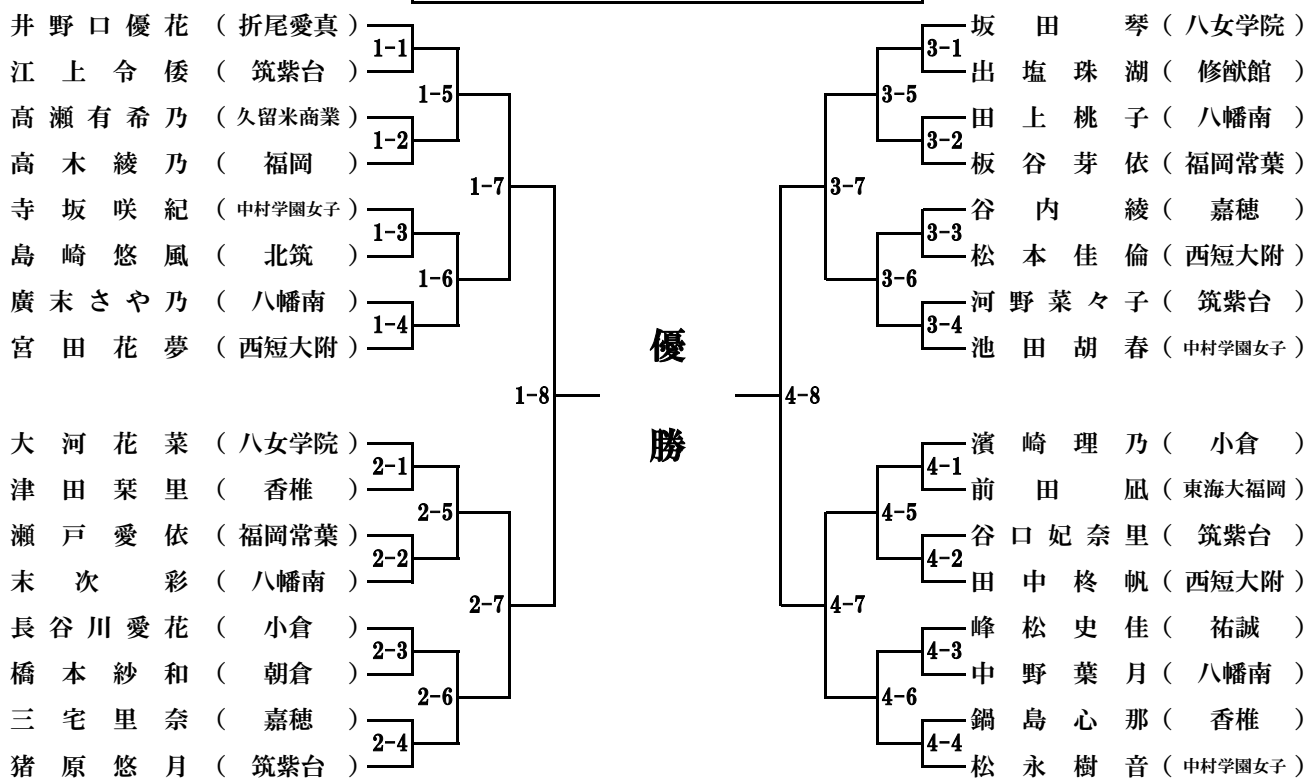 井野口優花（折尾愛真）
江上令倭（筑紫台）
髙瀬有希乃（久留米商業）
高木綾乃（福岡）
寺坂咲紀（中村学園女子）
島崎悠風（北筑）
廣末さや乃（八幡南）
宮田花夢（西短大附）
1-1
1-2
1-3
1-4
1-5
1-6
1-7
1-8
大河花菜（八女学院）
津田栞里（香椎）
瀬戸愛依（福岡常葉）
末次彩（八幡南）
長谷川愛花（小倉）
橋本紗和（朝倉）
三宅里奈（嘉穂）
猪原悠月（筑紫台）
2-1
2-2
2-3
2-4
2-5
2-6
2-7
優
勝
坂田琴（八女学院）
出塩珠湖（修猷館）
田上桃子（八幡南）
板谷芽依（福岡常葉）
谷内綾（嘉穂）
松本佳倫（西短大附）
河野菜々子（筑紫台）
池田胡春（中村学園女子）
3-1
3-2
3-3
3-4
3-5
3-6
3-7
4-8
濱崎理乃（小倉）
前田凪（東海大福岡）
谷口妃奈里（筑紫台）
田中柊帆（西短大附）
峰松史佳（祐誠）
中野葉月（八幡南）
鍋島心那（香椎）
松永樹音（中村学園女子）
4-1
4-2
4-3
4-4
4-5
4-6
4-7